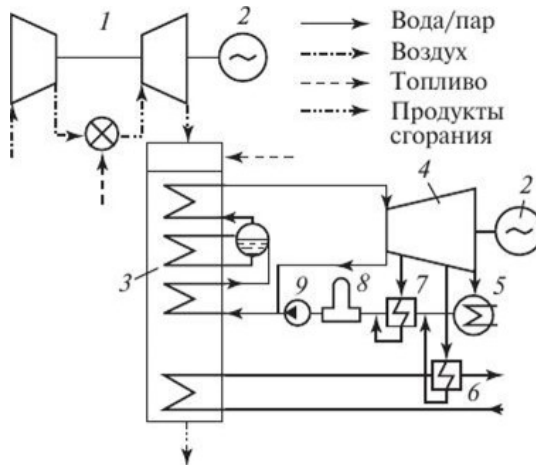 1
2
Вода/пар
Воздух
Топливо
Продукты
сгорания
4
2
3
9
8
7
5
6